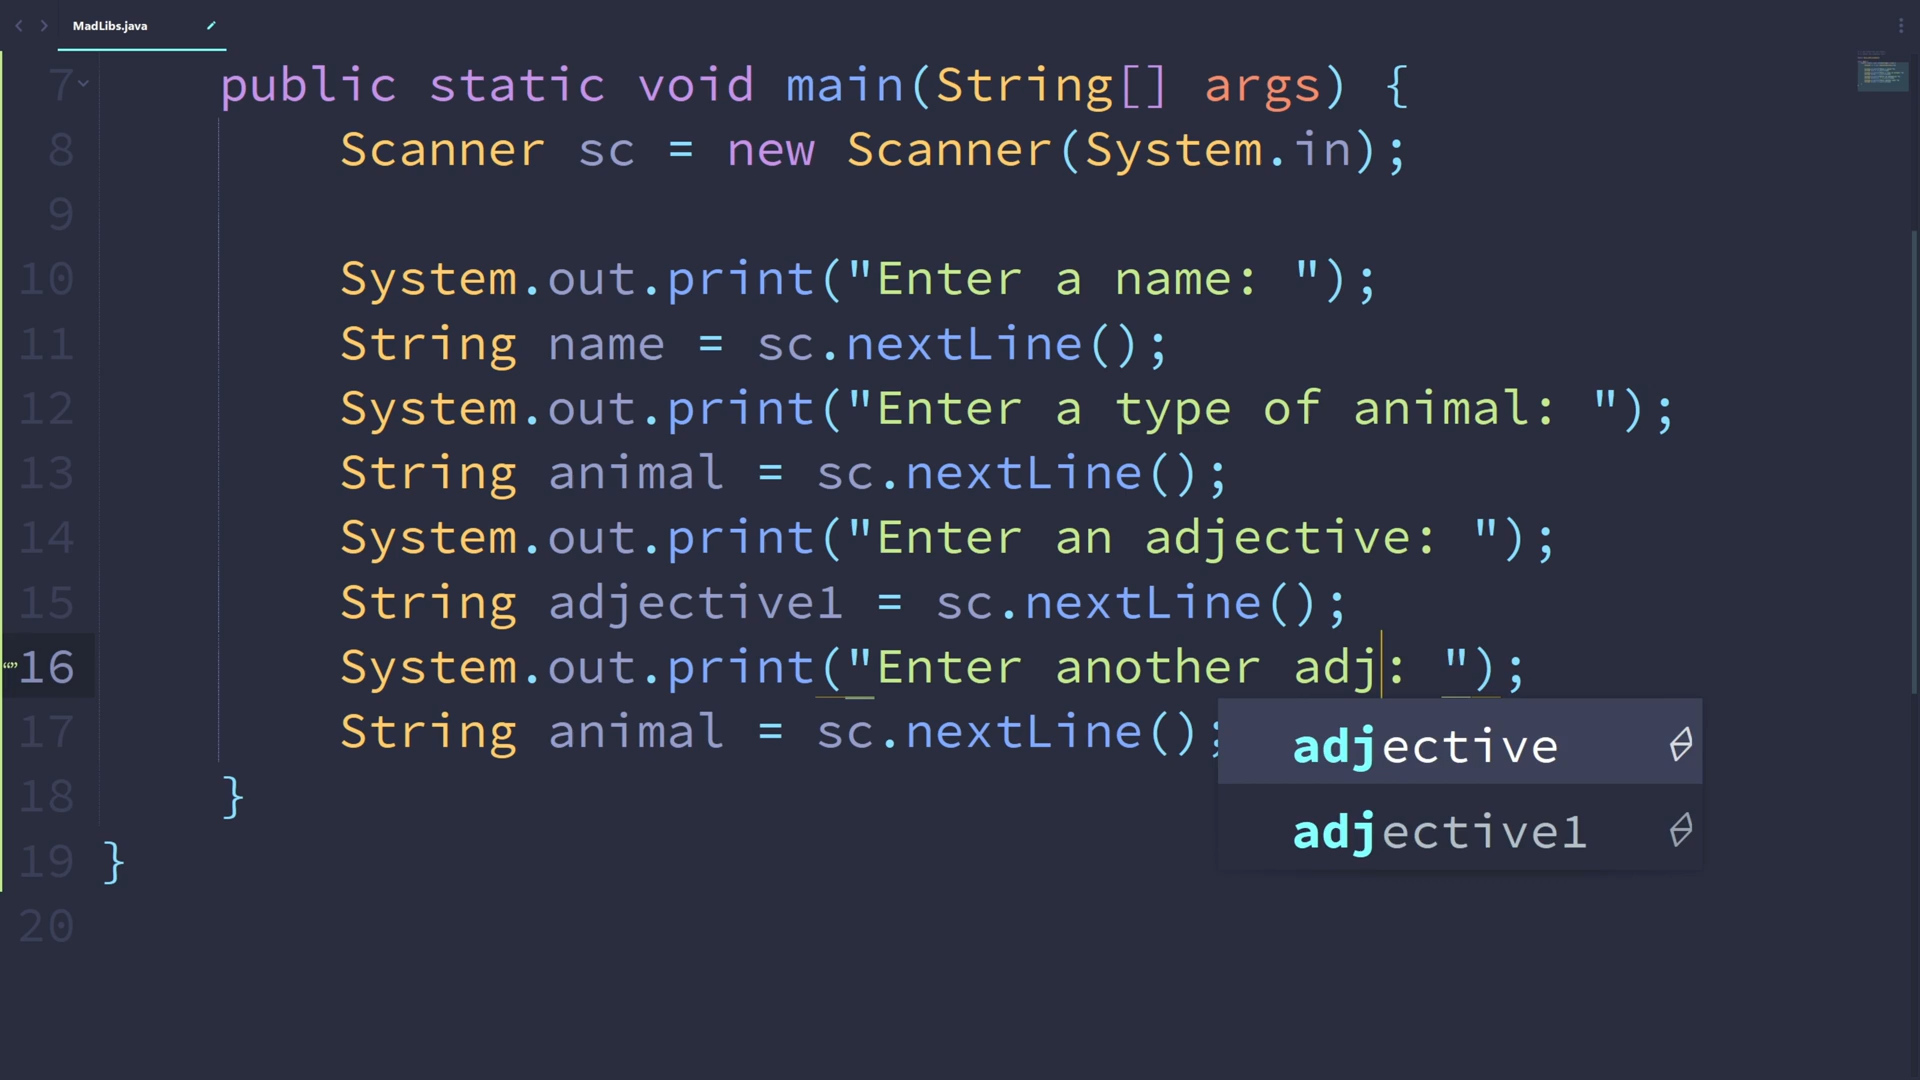 MadLibs.java
7 public static void main(String[] args) {
8 Scanner sc = new Scanner(System.in);
9
10 System.out.print("Enter a name: ");
11 String name = sc.nextLine();
12 System.out.print("Enter a type of animal: ");
13 String animal = sc.nextLine();
14 System.out.print("Enter an adjective: ");
15 String adjective1 = sc.nextLine();
16 System.out.print("Enter another adj: ");
17 String animal = sc.nextLine();
adjective
adjective1
18 }
19 }
20